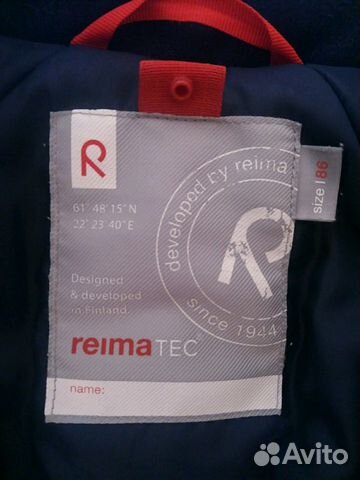 R
61° 48' 15"N
22° 23' 40"E
developed by reima
R
since 1944
size | 86
Designed
& developed
in Finland.
reimaTEC®
name:
Avito